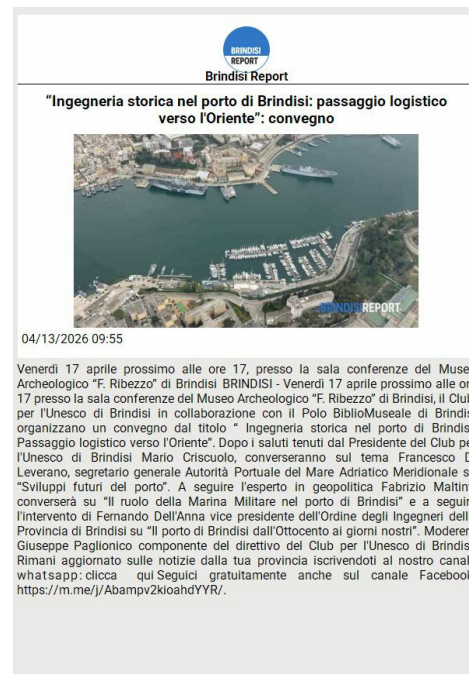 BRINDISI
REPORT
Brindisi Report
“Ingegneria storica nel porto di Brindisi: passaggio logistico
verso l'Oriente”: convegno
BRINDISIREPORT
04/13/2026 09:55
Venerdì 17 aprile prossimo alle ore 17, presso la sala conferenze del Muse
Archeologico “F. Ribezzo” di Brindisi BRINDISI - Venerdì 17 aprile prossimo alle or
17 presso la sala conferenze del Museo Archeologico “F. Ribezzo” di Brindisi, il Club
per l'Unesco di Brindisi in collaborazione con il Polo BiblioMuseale di Brindis
organizzano un convegno dal titolo “ Ingegneria storica nel porto di Brindis
Passaggio logistico verso l'Oriente”. Dopo i saluti tenuti dal Presidente del Club pe
l'Unesco di Brindisi Mario Criscuolo, converseranno sul tema Francesco D
Leverano, segretario generale Autorità Portuale del Mare Adriatico Meridionale s
“Sviluppi futuri del porto”. A seguire l'esperto in geopolitica Fabrizio Maltin
converserà su “Il ruolo della Marina Militare nel porto di Brindisi” e a seguir
l'intervento di Fernando Dell'Anna vice presidente dell'Ordine degli Ingegneri dell
Provincia di Brindisi su “Il porto di Brindisi dall'Ottocento ai giorni nostri”. Moderer
Giuseppe Paglionico componente del direttivo del Club per l'Unesco di Brindis
Rimani aggiornato sulle notizie dalla tua provincia iscrivendoti al nostro canal
whatsapp: clicca qui Seguici gratuitamente anche sul canale Facebook
https://m.me/j/Abampv2kioahdYYR/.